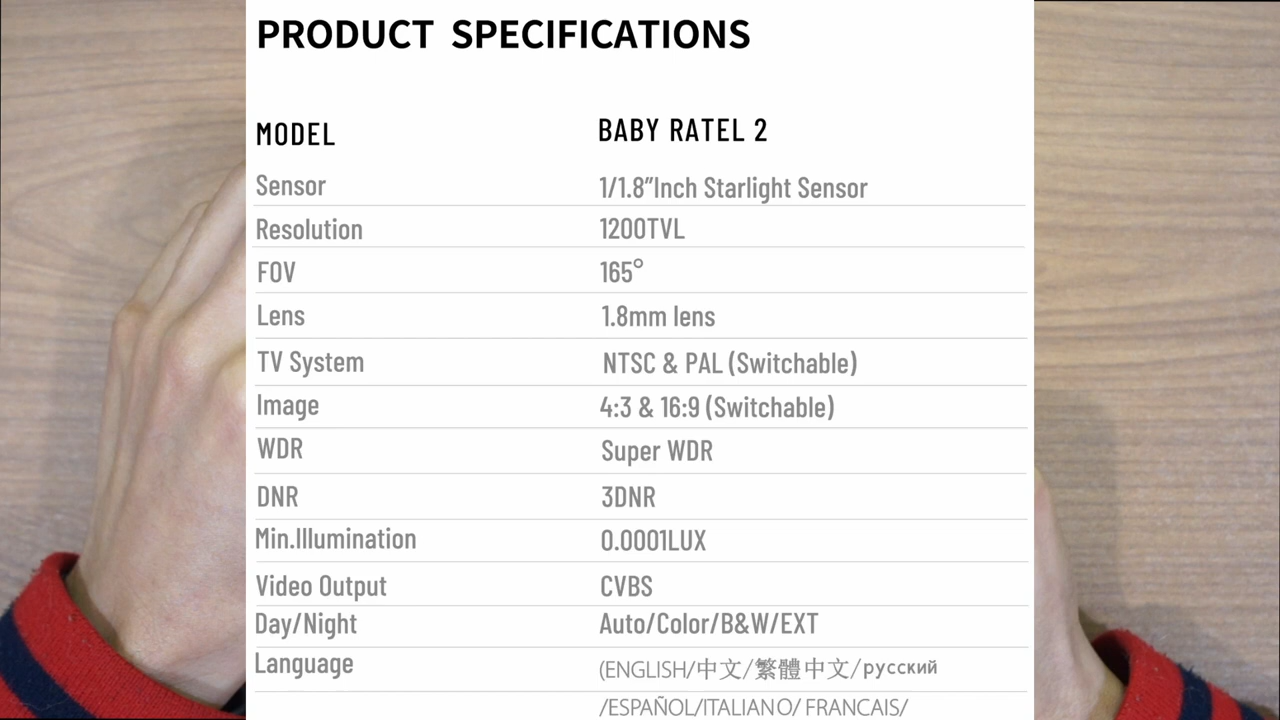 PRODUCT SPECIFICATIONS
MODEL BABY RATEL 2
Sensor 1/1.8"Inch Starlight Sensor
Resolution 1200TVL
FOV 165°
Lens 1.8mm lens
TV System NTSC & PAL (Switchable)
Image 4:3 & 16:9 (Switchable)
WDR Super WDR
DNR 3DNR
Min.Illumination 0.0001LUX
Video Output CVBS
Day/Night Auto/Color/B&W/EXT
Language (ENGLISH/中文/繁體中文/русский
/ESPAÑOL/ITALIANO/ FRANCAIS/